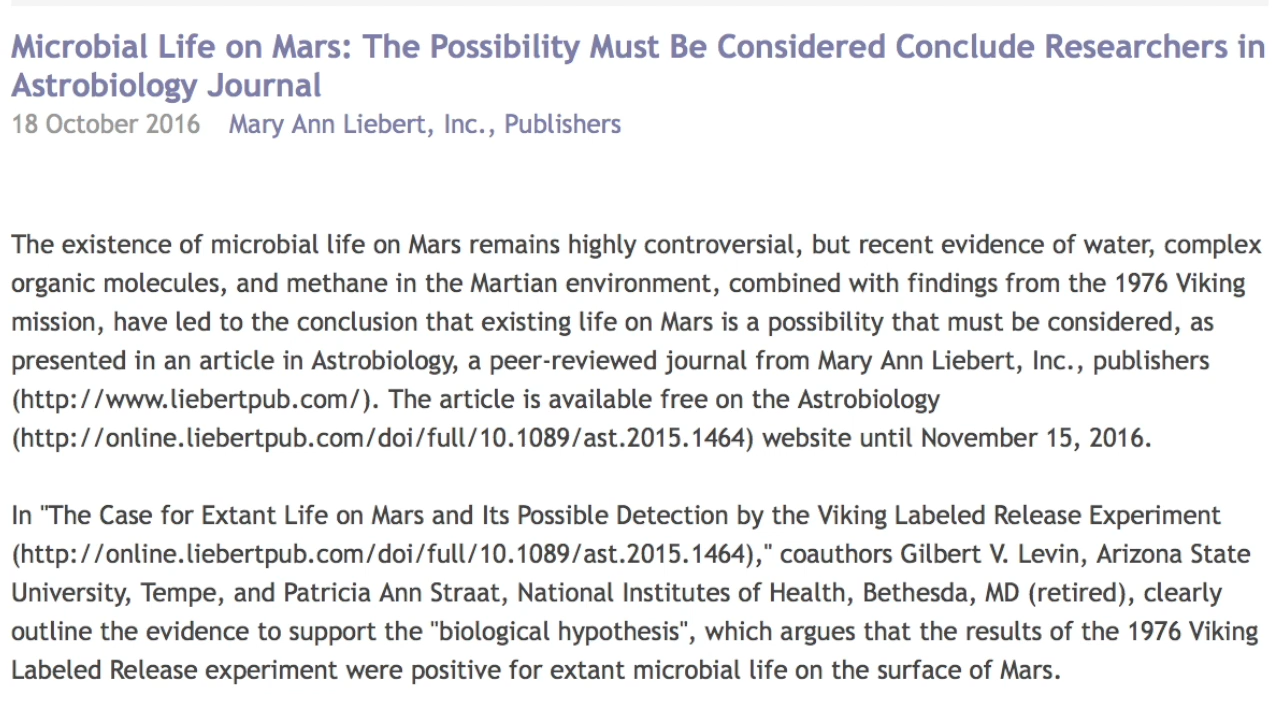 Microbial Life on Mars: The Possibility Must Be Considered Conclude Researchers in
Astrobiology Journal
18 October 2016 Mary Ann Liebert, Inc., Publishers
The existence of microbial life on Mars remains highly controversial, but recent evidence of water, complex
organic molecules, and methane in the Martian environment, combined with findings from the 1976 Viking
mission, have led to the conclusion that existing life on Mars is a possibility that must be considered, as
presented in an article in Astrobiology, a peer-reviewed journal from Mary Ann Liebert, Inc., publishers
(http://www.liebertpub.com/). The article is available free on the Astrobiology
(http://online.liebertpub.com/doi/full/10.1089/ast.2015.1464) website until November 15, 2016.
In "The Case for Extant Life on Mars and Its Possible Detection by the Viking Labeled Release Experiment
(http://online.liebertpub.com/doi/full/10.1089/ast.2015.1464)," coauthors Gilbert V. Levin, Arizona State
University, Tempe, and Patricia Ann Straat, National Institutes of Health, Bethesda, MD (retired), clearly
outline the evidence to support the "biological hypothesis", which argues that the results of the 1976 Viking
Labeled Release experiment were positive for extant microbial life on the surface of Mars.